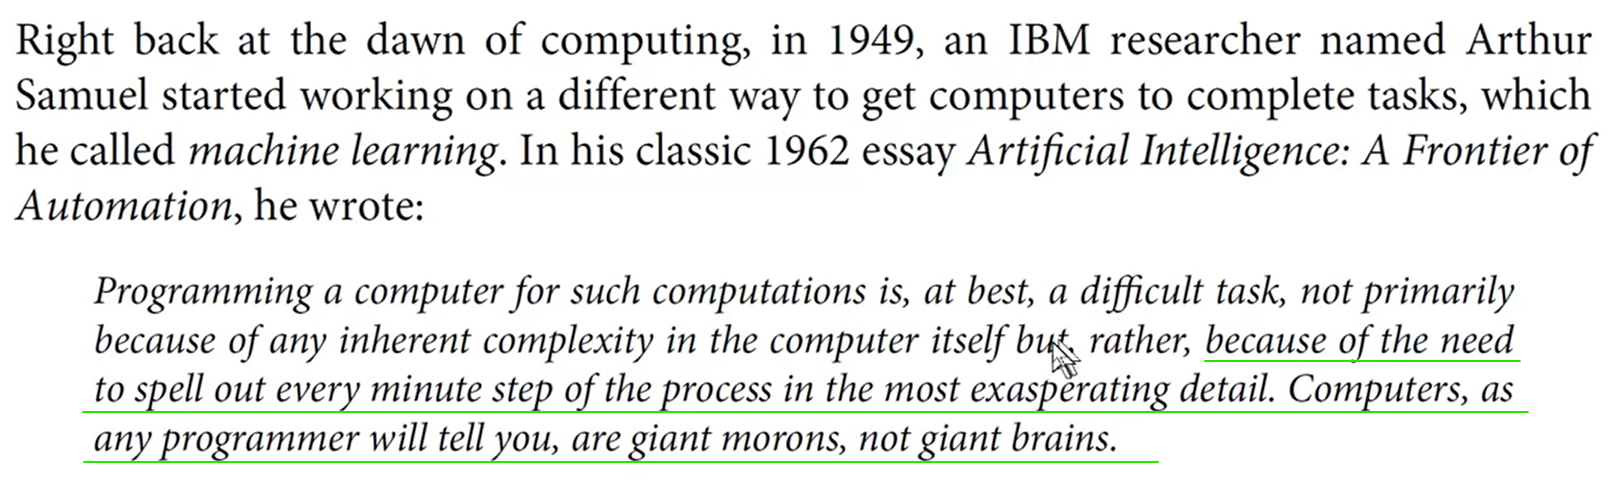 Right back at the dawn of computing, in 1949, an IBM researcher named Arthur
Samuel started working on a different way to get computers to complete tasks, which
he called machine learning. In his classic 1962 essay Artificial Intelligence: A Frontier of
Automation, he wrote:
Programming a computer for such computations is, at best, a difficult task, not primarily
because of any inherent complexity in the computer itself but, rather, because of the need
to spell out every minute step of the process in the most exasperating detail. Computers, as
any programmer will tell you, are giant morons, not giant brains.